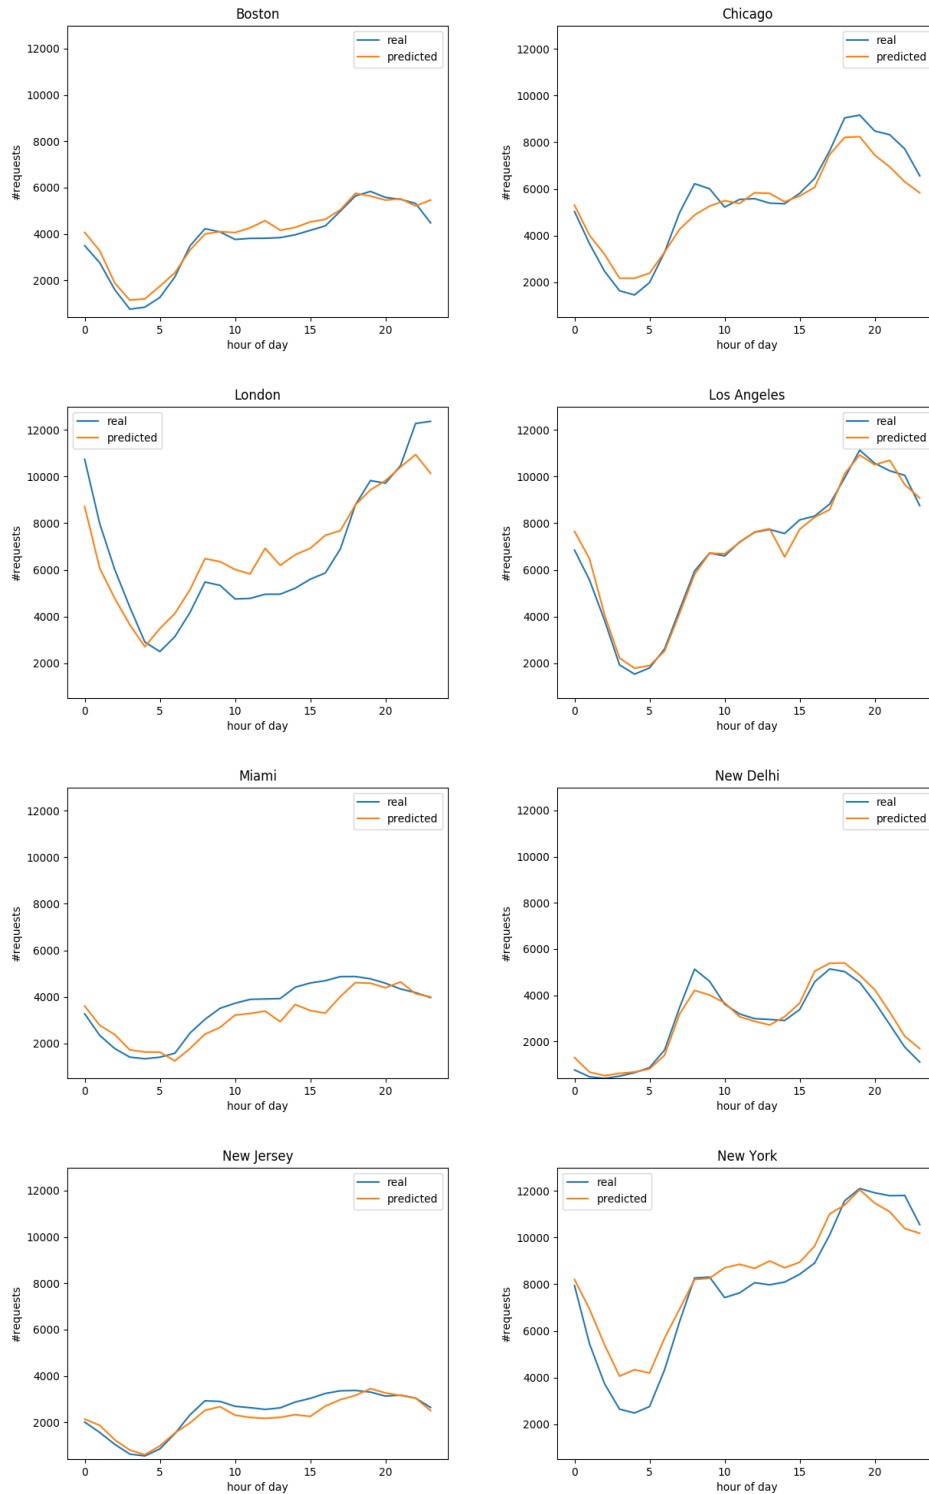 Boston
12000
10000
8000
6000
4000
2000
#requests
real
predicted
0 5 10 15 20
hour of day
Chicago
12000
10000
8000
6000
4000
2000
#requests
real
predicted
0 5 10 15 20
hour of day
London
12000
10000
8000
6000
4000
2000
#requests
real
predicted
0 5 10 15 20
hour of day
Los Angeles
12000
10000
8000
6000
4000
2000
#requests
real
predicted
0 5 10 15 20
hour of day
Miami
12000
10000
8000
6000
4000
2000
#requests
real
predicted
0 5 10 15 20
hour of day
New Delhi
12000
10000
8000
6000
4000
2000
#requests
real
predicted
0 5 10 15 20
hour of day
New Jersey
12000
10000
8000
6000
4000
2000
#requests
real
predicted
0 5 10 15 20
hour of day
New York
12000
10000
8000
6000
4000
2000
#requests
real
predicted
0 5 10 15 20
hour of day